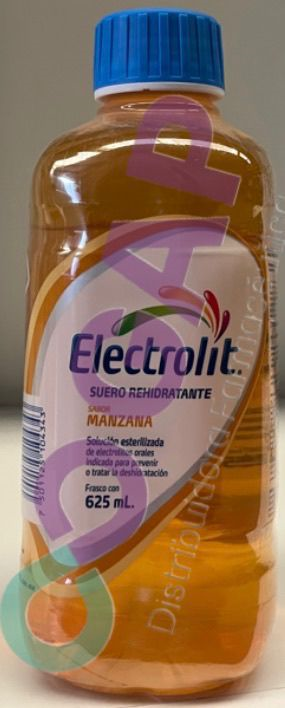 Electrolit
SUERO REHIDRATANTE
SABOR
MANZANA
Solución esterilizada
de electrolitos orales
indicada para prevenir
o tratar la deshidratación
Frasco con
625 mL.
Distribuidora